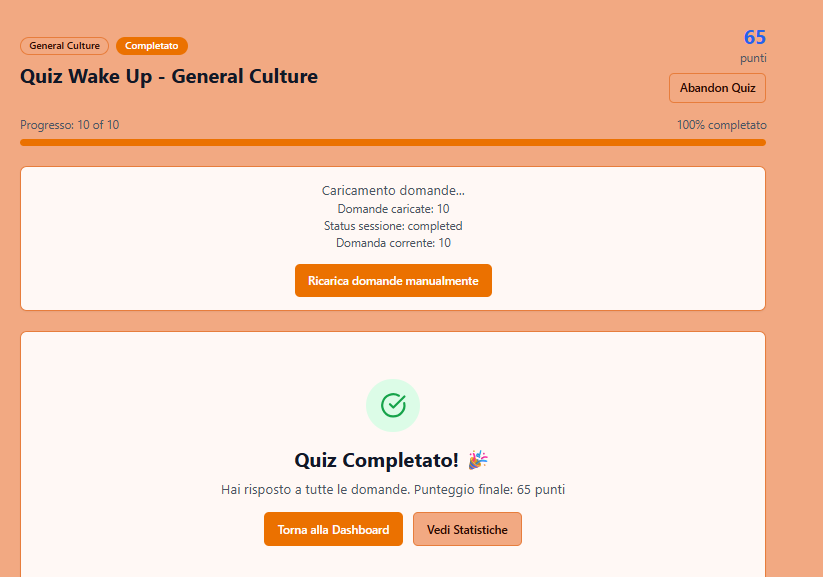 General Culture Completato
65
punti
Quiz Wake Up - General Culture
Abandon Quiz
Progresso: 10 of 10
100% completato
Caricamento domande...
Domande caricate: 10
Status sessione: completed
Domanda corrente: 10
Ricarica domande manualmente
Quiz Completato! 🎉
Hai risposto a tutte le domande. Punteggio finale: 65 punti
Torna alla Dashboard
Vedi Statistiche